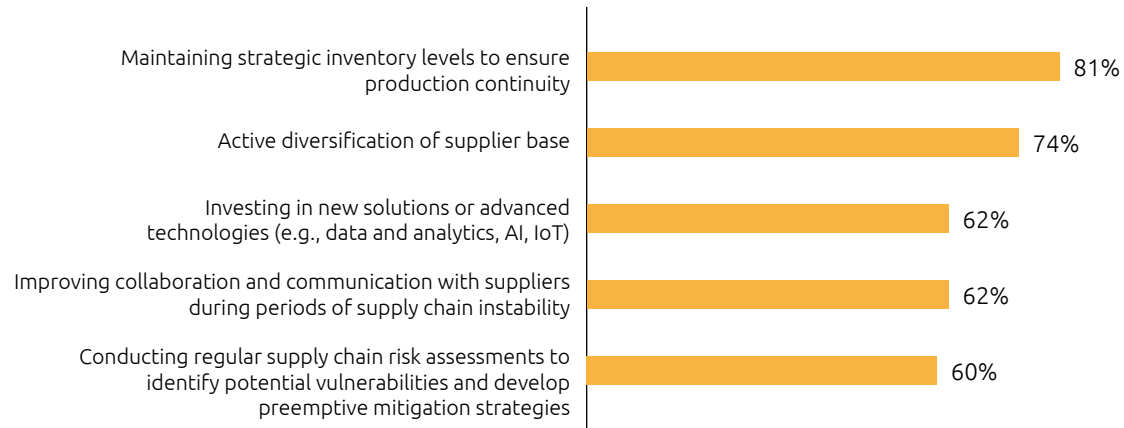 Maintaining strategic inventory levels to ensure
production continuity
81%
Active diversification of supplier base
74%
Investing in new solutions or advanced
technologies (e.g., data and analytics, AI, IoT)
62%
Improving collaboration and communication with suppliers
during periods of supply chain instability
62%
Conducting regular supply chain risk assessments to
identify potential vulnerabilities and develop
preemptive mitigation strategies
60%